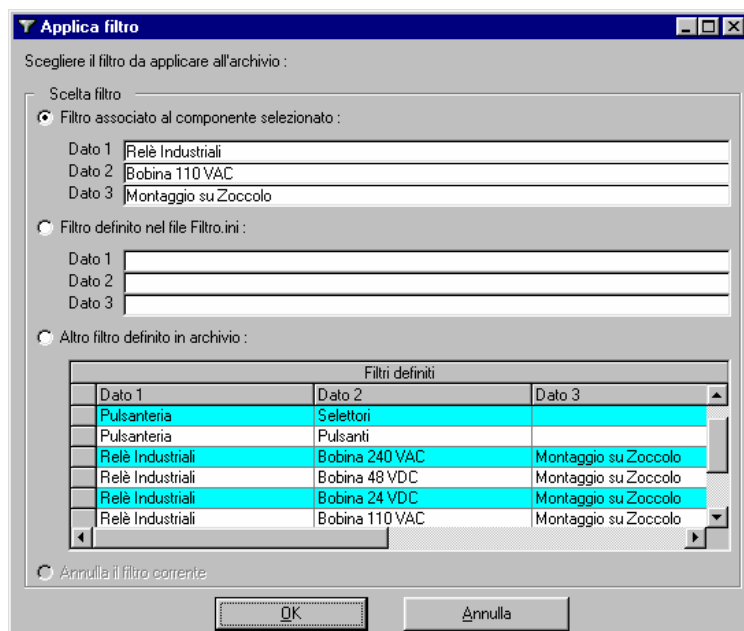 Applica filtro
Scegliere il filtro da applicare all'archivio :
Scelta filtro
Filtro associato al componente selezionato :
Dato 1 Relè Industriali
Dato 2 Bobina 110 VAC
Dato 3 Montaggio su Zoccolo
Filtro definito nel file Filtro.ini :
Dato 1
Dato 2
Dato 3
Altro filtro definito in archivio :
Filtri definiti
Dato 1 Dato 2 Dato 3
Pulsanteria Selettori
Pulsanteria Pulsanti
Relè Industriali Bobina 240 VAC Montaggio su Zoccolo
Relè Industriali Bobina 48 VDC Montaggio su Zoccolo
Relè Industriali Bobina 24 VDC Montaggio su Zoccolo
Relè Industriali Bobina 110 VAC Montaggio su Zoccolo
Annulla il filtro corrente
OK Annulla